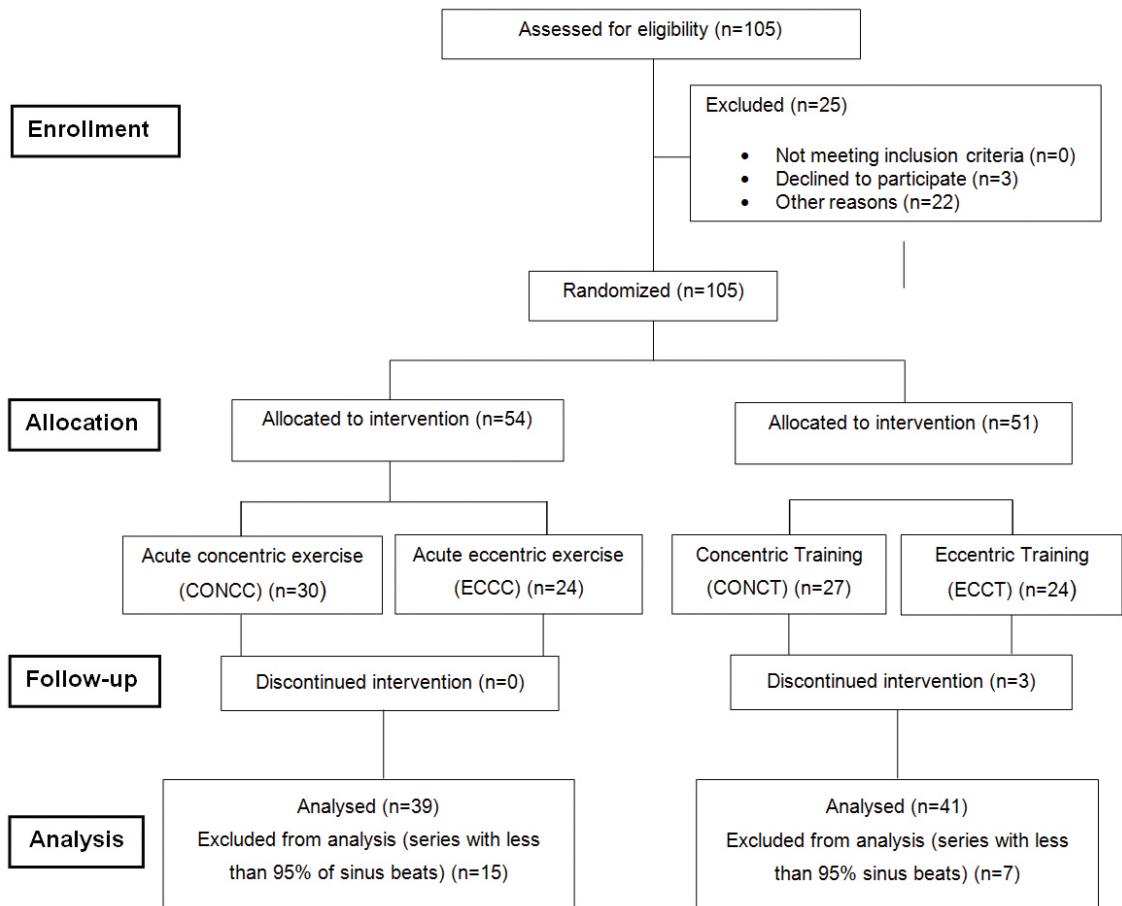 Assessed for eligibility (n=105)
Enrollment
Excluded (n=25)
• Not meeting inclusion criteria (n=0)
• Declined to participate (n=3)
• Other reasons (n=22)
Randomized (n=105)
Allocation
Allocated to intervention (n=54)
Allocated to intervention (n=51)
Acute concentric exercise
(CONCC) (n=30)
Acute eccentric exercise
(ECCC) (n=24)
Concentric Training
(CONCT) (n=27)
Eccentric Training
(ECCT) (n=24)
Follow-up
Discontinued intervention (n=0)
Discontinued intervention (n=3)
Analysis
Analysed (n=39)
Excluded from analysis (series with less
than 95% of sinus beats) (n=15)
Analysed (n=41)
Excluded from analysis (series with less
than 95% sinus beats) (n=7)